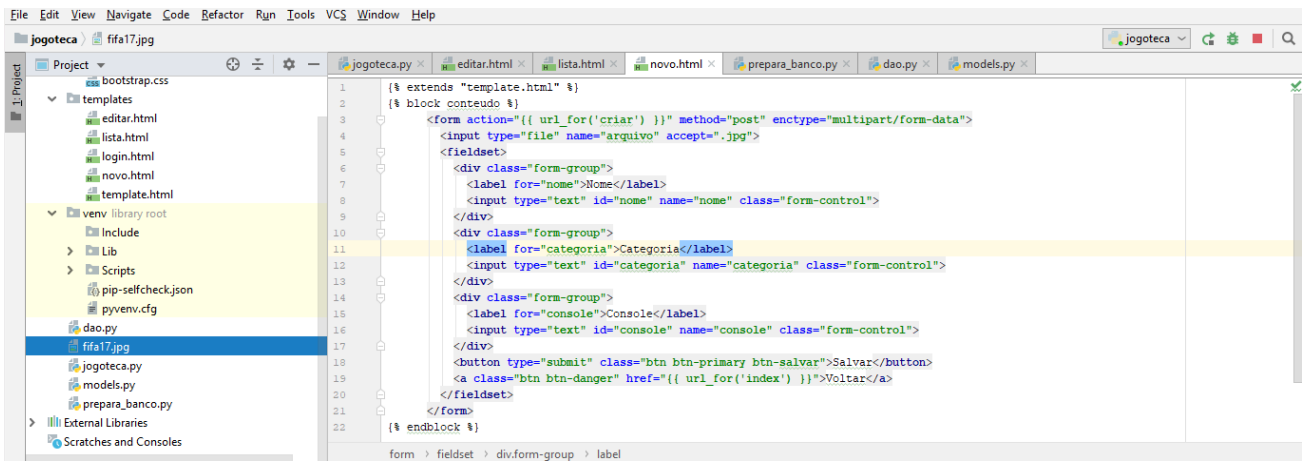 File Edit View Navigate Code Refactor Run Tools VCS Window Help
jogoteca fifa17.jpg jogoteca
1: Project
Project jogoteca.py editar.html lista.html novo.html prepara_banco.py dao.py models.py
bootstrap.css
templates
editar.html
lista.html
login.html
novo.html
template.html
venv library root
Include
Lib
Scripts
pip-selfcheck.json
pyvenv.cfg
dao.py
fifa17.jpg
jogoteca.py
models.py
prepara_banco.py
External Libraries
Scratches and Consoles
1 {% extends "template.html" %}
2 {% block conteudo %}
3 <form action="{{ url_for('criar') }}" method="post" enctype="multipart/form-data">
4 <input type="file" name="arquivo" accept=".jpg">
5 <fieldset>
6 <div class="form-group">
7 <label for="nome">Nome</label>
8 <input type="text" id="nome" name="nome" class="form-control">
9 </div>
10 <div class="form-group">
11 <label for="categoria">Categoria</label>
12 <input type="text" id="categoria" name="categoria" class="form-control">
13 </div>
14 <div class="form-group">
15 <label for="console">Console</label>
16 <input type="text" id="console" name="console" class="form-control">
17 </div>
18 <button type="submit" class="btn btn-primary btn-salvar">Salvar</button>
19 <a class="btn btn-danger" href="{{ url_for('index') }}">Voltar</a>
20 </fieldset>
21 </form>
22 {% endblock %}
form › fieldset › div.form-group › label